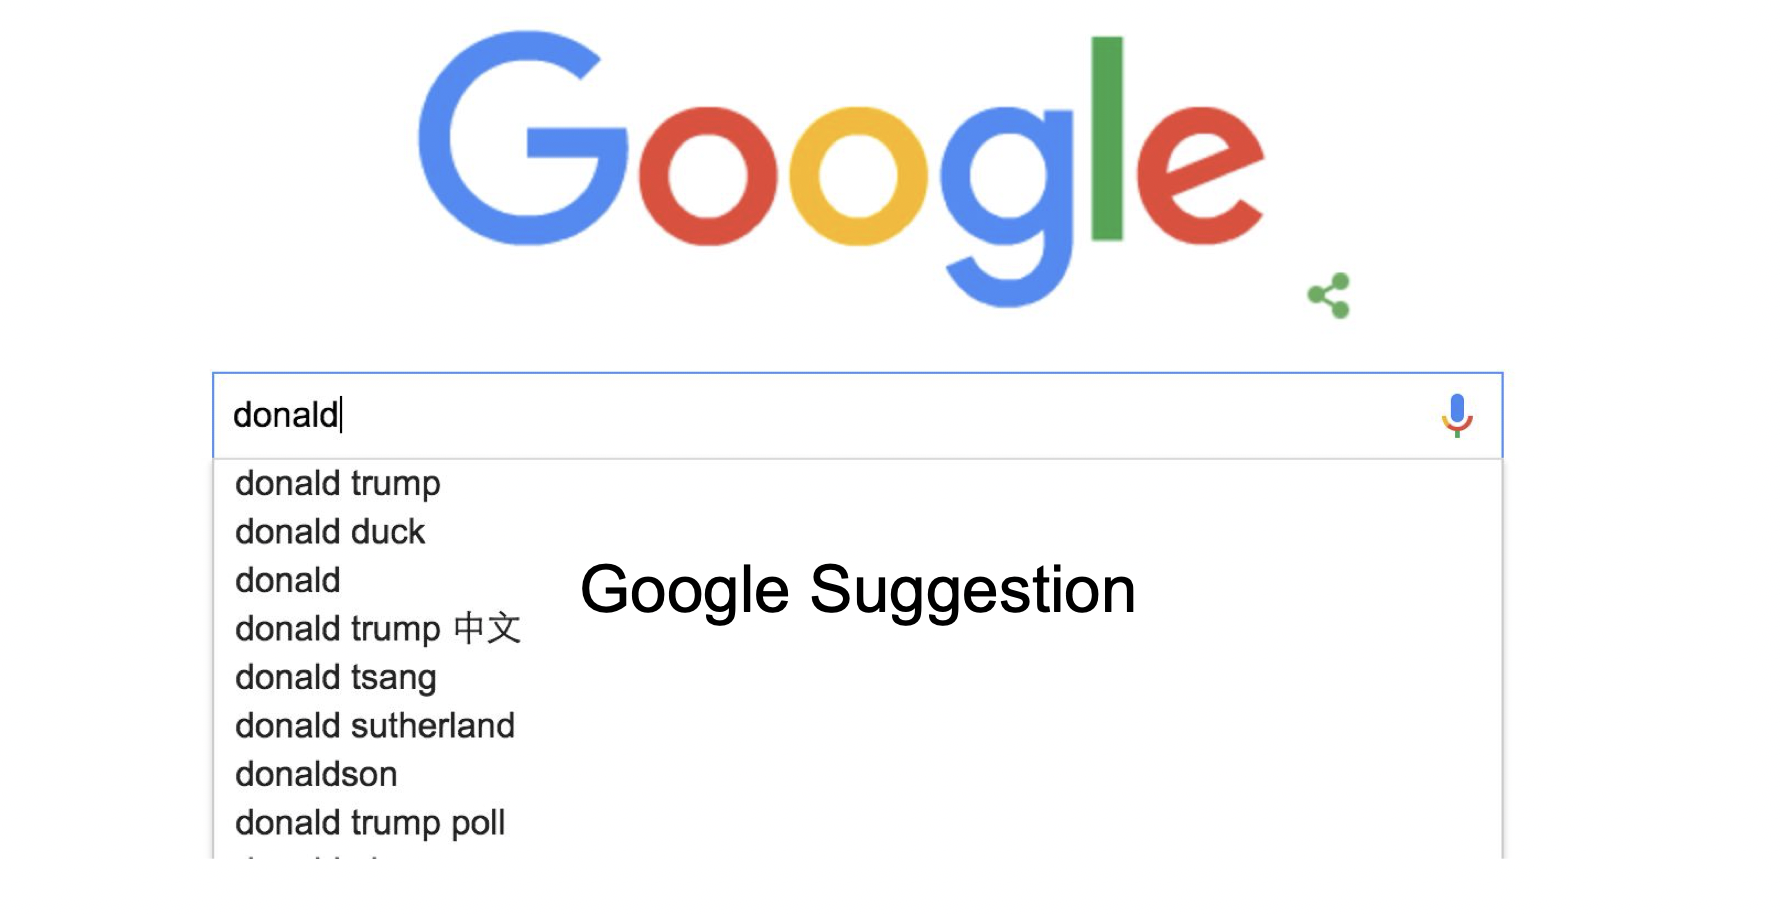 Google
donald
donald trump
donald duck
donald
Google Suggestion
donald trump 中文
donald tsang
donald sutherland
donaldson
donald trump poll